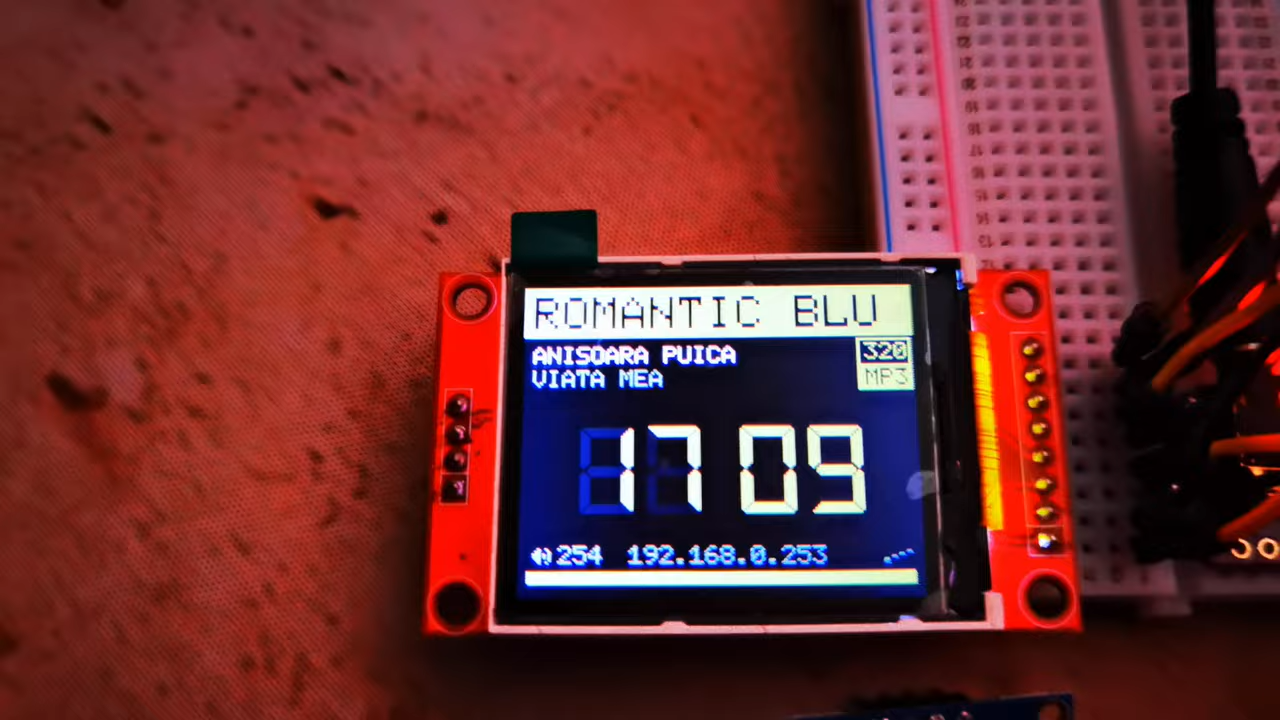 ROMANTIC BLU
ANISOARA PUICA
320
VIATA MEA
MP3
17 09
254 192.168.0.253